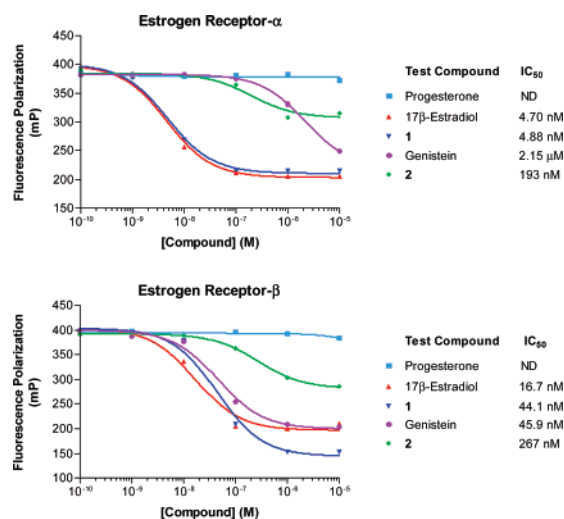 Estrogen Receptor-α
Fluorescence Polarization
(mP)
450
400
350
300
250
200
150
10⁻¹⁰ 10⁻⁹ 10⁻⁸ 10⁻⁷ 10⁻⁶ 10⁻⁵
[Compound] (M)
Test Compound IC₅₀
Progesterone ND
17β-Estradiol 4.70 nM
1 4.88 nM
Genistein 2.15 μM
2 193 nM
Estrogen Receptor-β
Fluorescence Polarization
(mP)
450
400
350
300
250
200
150
100
10⁻¹⁰ 10⁻⁹ 10⁻⁸ 10⁻⁷ 10⁻⁶ 10⁻⁵
[Compound] (M)
Test Compound IC₅₀
Progesterone ND
17β-Estradiol 16.7 nM
1 44.1 nM
Genistein 45.9 nM
2 267 nM